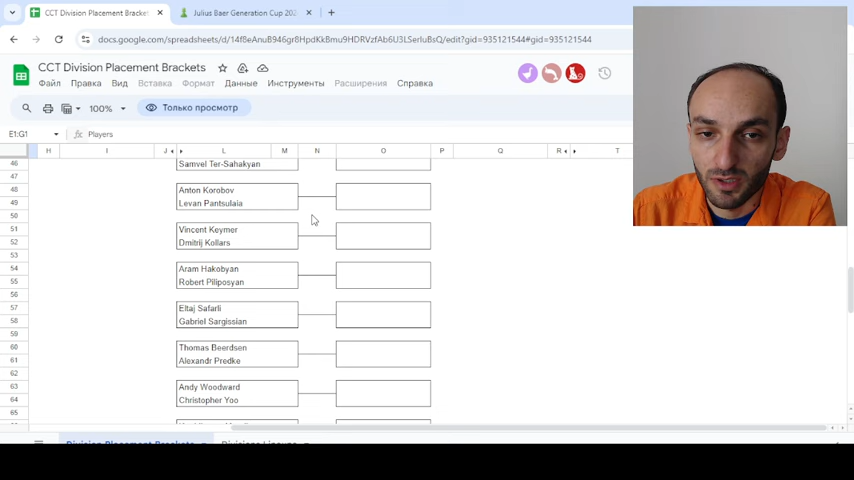 CCT Division Placement Brackets
Julius Baer Generation Cup 202
docs.google.com/spreadsheets/d/14f8eAnuB946gr8HpdKkBmu9HDRVzfAb6U3LSerIuBsQ/edit?gid=935121544#gid=935121544
CCT Division Placement Brackets
Файл Правка Вид Вставка Формат Данные Инструменты Расширения Справка
100% Только просмотр
E1:G1 fx Players
H I J L M N O P Q R T
46 Samvel Ter-Sahakyan
47
48 Anton Korobov
49 Levan Pantsulaia
50
51 Vincent Keymer
52 Dmitrij Kollars
53
54 Aram Hakobyan
55 Robert Piliposyan
56
57 Eltaj Safarli
58 Gabriel Sargissian
59
60 Thomas Beerdsen
61 Alexandr Predke
62
63 Andy Woodward
64 Christopher Yoo
65
Division Placement Brackets